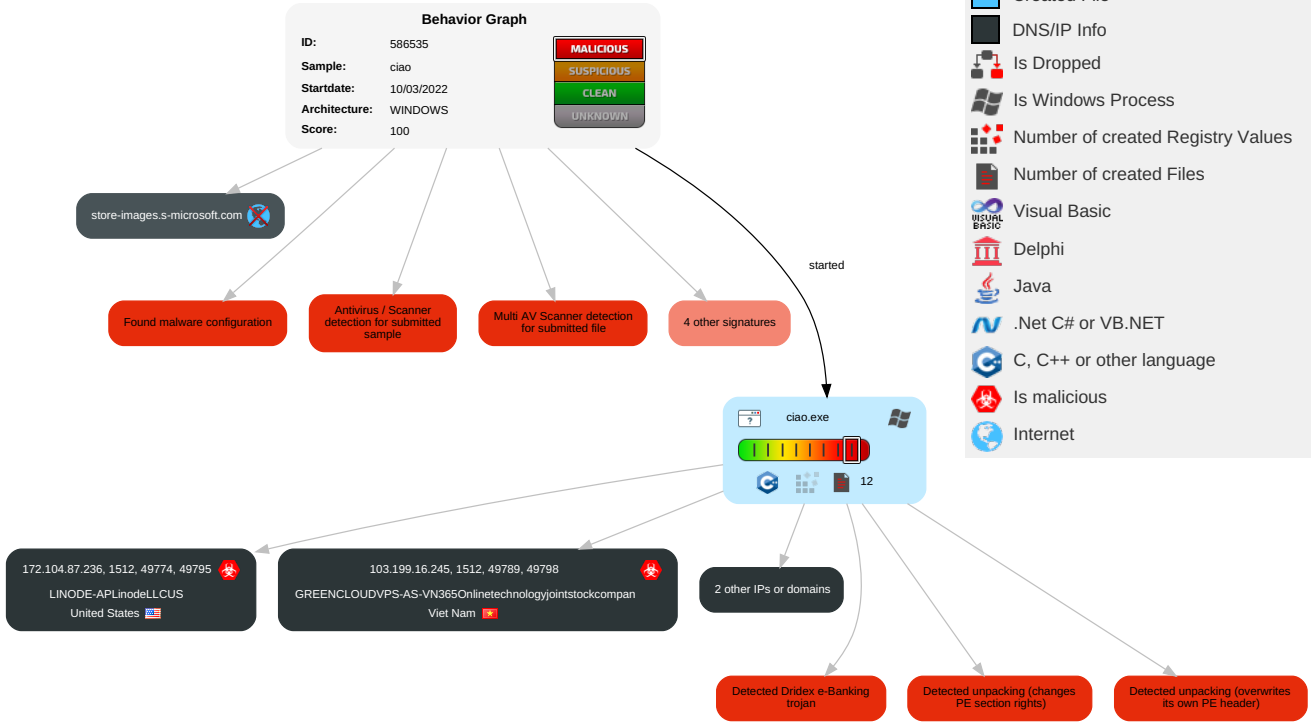 Behavior Graph
ID: 586535
Sample: ciao
Startdate: 10/03/2022
Architecture: WINDOWS
Score: 100
MALICIOUS
SUSPICIOUS
CLEAN
UNKNOWN
Created File
DNS/IP Info
Is Dropped
Is Windows Process
Number of created Registry Values
Number of created Files
VISUAL
BASIC
Visual Basic
Delphi
Java
.Net C# or VB.NET
C, C++ or other language
Is malicious
Internet
store-images.s-microsoft.com
started
Found malware configuration
Antivirus / Scanner
detection for submitted
sample
Multi AV Scanner detection
for submitted file
4 other signatures
?
ciao.exe
12
172.104.87.236, 1512, 49774, 49795
LINODE-APLinodeLLCUS
United States
103.199.16.245, 1512, 49789, 49798
GREENCLOUDVPS-AS-VN365Onlinetechnologyjointstockcompan
Viet Nam
2 other IPs or domains
Detected Dridex e-Banking
trojan
Detected unpacking (changes
PE section rights)
Detected unpacking (overwrites
its own PE header)